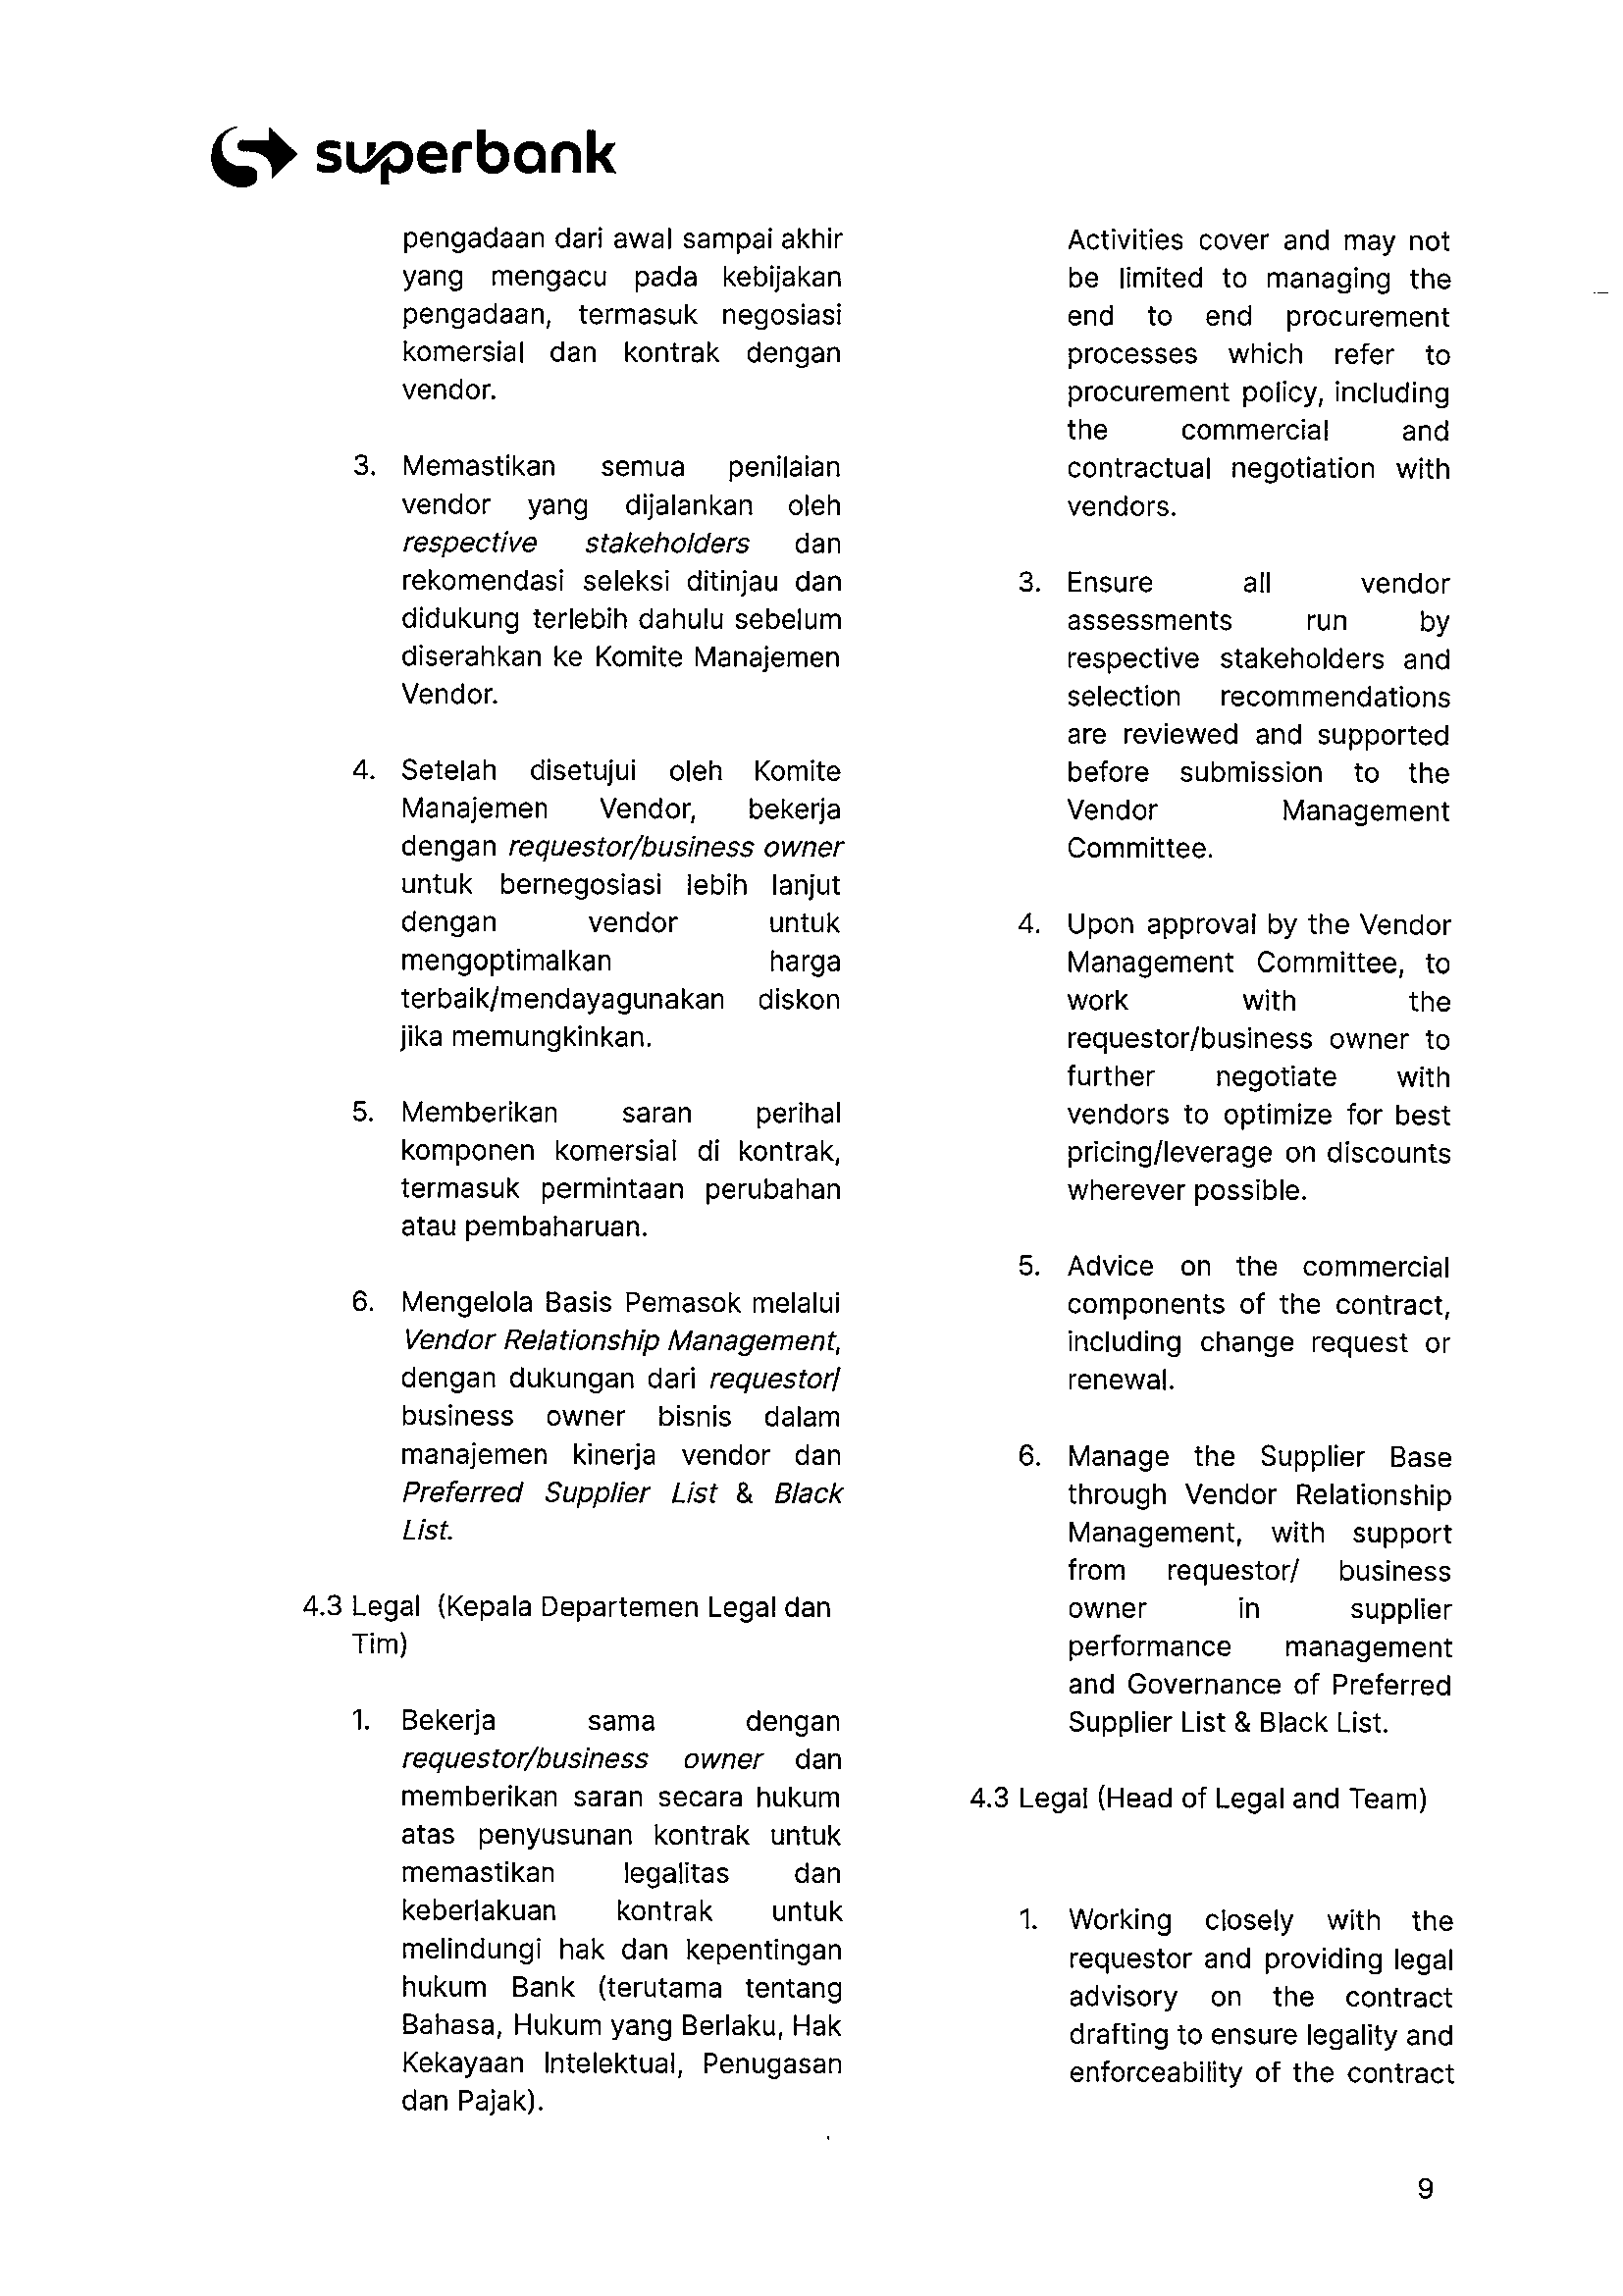 superbank
pengadaan dari awal sampai akhir
yang mengacu pada kebijakan
pengadaan, termasuk negosiasi
komersial dan kontrak dengan
vendor.
3. Memastikan semua penilaian
vendor yang dijalankan oleh
respective stakeholders dan
rekomendasi seleksi ditinjau dan
didukung terlebih dahulu sebelum
diserahkan ke Komite Manajemen
Vendor.
4. Setelah disetujui oleh Komite
Manajemen Vendor, bekerja
dengan requestor/business owner
untuk bernegosiasi lebih lanjut
dengan vendor untuk
mengoptimalkan harga
terbaik/mendayagunakan diskon
jika memungkinkan.
5. Memberikan saran perihal
komponen komersial di kontrak,
termasuk permintaan perubahan
atau pembaharuan.
6. Mengelola Basis Pemasok melalui
Vendor Relationship Management,
dengan dukungan dari requestor/
business owner bisnis dalam
manajemen kinerja vendor dan
Preferred Supplier List & Black
List.
4.3 Legal (Kepala Departemen Legal dan
Tim)
1. Bekerja sama dengan
requestor/business owner dan
memberikan saran secara hukum
atas penyusunan kontrak untuk
memastikan legalitas dan
keberlakuan kontrak untuk
melindungi hak dan kepentingan
hukum Bank (terutama tentang
Bahasa, Hukum yang Berlaku, Hak
Kekayaan Intelektual, Penugasan
dan Pajak).
Activities cover and may not
be limited to managing the
end to end procurement
processes which refer to
procurement policy, including
the commercial and
contractual negotiation with
vendors.
3. Ensure all vendor
assessments run by
respective stakeholders and
selection recommendations
are reviewed and supported
before submission to the
Vendor Management
Committee.
4. Upon approval by the Vendor
Management Committee, to
work with the
requestor/business owner to
further negotiate with
vendors to optimize for best
pricing/leverage on discounts
wherever possible.
5. Advice on the commercial
components of the contract,
including change request or
renewal.
6. Manage the Supplier Base
through Vendor Relationship
Management, with support
from requestor/ business
owner in supplier
performance management
and Governance of Preferred
Supplier List & Black List.
4.3 Legal (Head of Legal and Team)
1. Working closely with the
requestor and providing legal
advisory on the contract
drafting to ensure legality and
enforceability of the contract
9